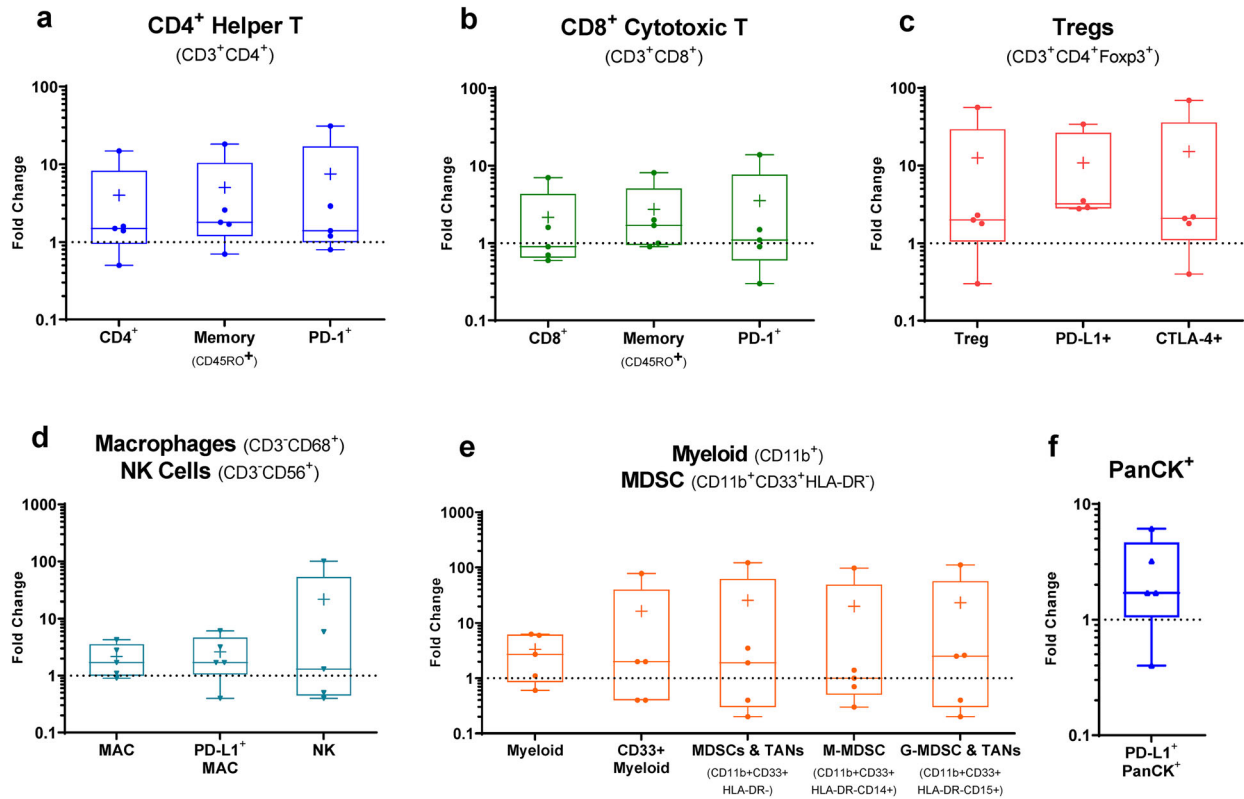 a
CD4⁺ Helper T
(CD3⁺CD4⁺)
Fold Change
100
10
1
0.1
CD4⁺
Memory
(CD45RO⁺)
PD-1⁺
b
CD8⁺ Cytotoxic T
(CD3⁺CD8⁺)
Fold Change
100
10
1
0.1
CD8⁺
Memory
(CD45RO⁺)
PD-1⁺
c
Tregs
(CD3⁺CD4⁺Foxp3⁺)
Fold Change
100
10
1
0.1
Treg
PD-L1+
CTLA-4+
d
Macrophages (CD3⁻CD68⁺)
NK Cells (CD3⁻CD56⁺)
Fold Change
1000
100
10
1
0.1
MAC
PD-L1⁺
MAC
NK
e
Myeloid (CD11b⁺)
MDSC (CD11b⁺CD33⁺HLA-DR⁻)
Fold Change
1000
100
10
1
0.1
Myeloid
CD33+
Myeloid
MDSCs & TANs
(CD11b+CD33+
HLA-DR-)
M-MDSC
(CD11b+CD33+
HLA-DR-CD14+)
G-MDSC & TANs
(CD11b+CD33+
HLA-DR-CD15+)
f
PanCK⁺
Fold Change
10
1
0.1
PD-L1⁺
PanCK⁺